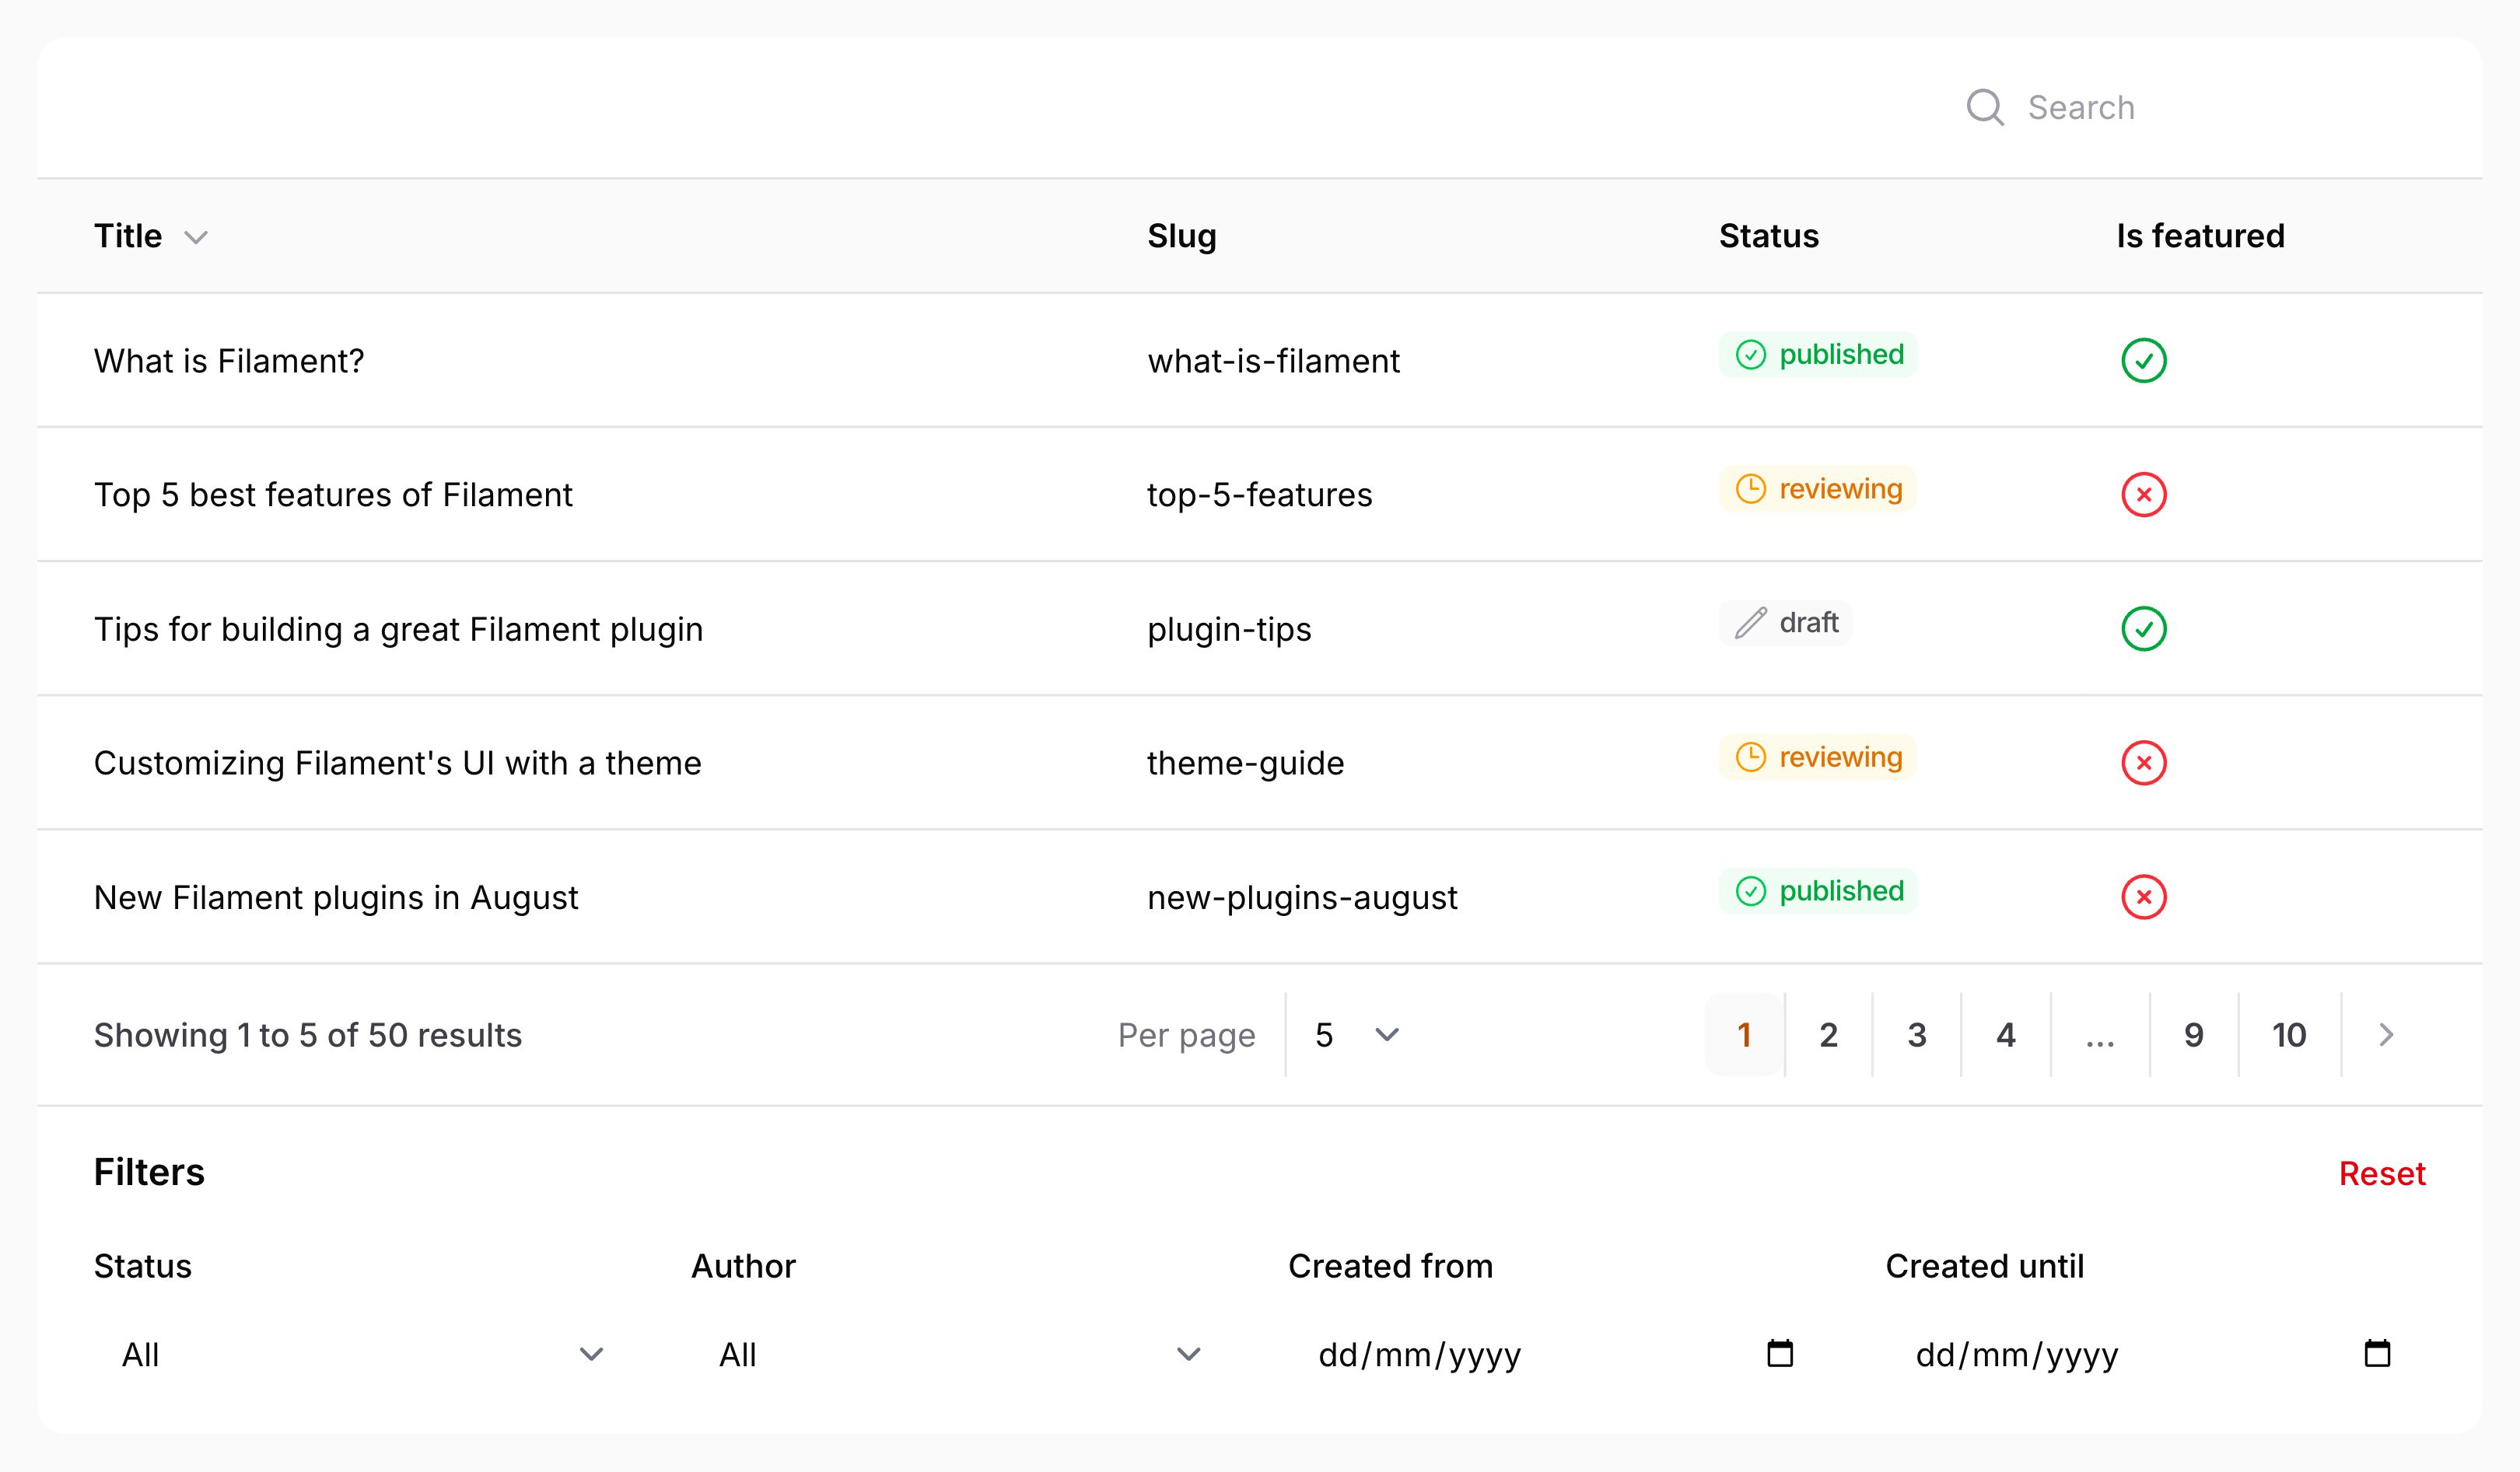 Search
Title Slug Status Is featured
What is Filament? what-is-filament published
Top 5 best features of Filament top-5-features reviewing
Tips for building a great Filament plugin plugin-tips draft
Customizing Filament's UI with a theme theme-guide reviewing
New Filament plugins in August new-plugins-august published
Showing 1 to 5 of 50 results Per page 5 1 2 3 4 ... 9 10
Filters Reset
Status Author Created from Created until
All All dd/mm/yyyy dd/mm/yyyy